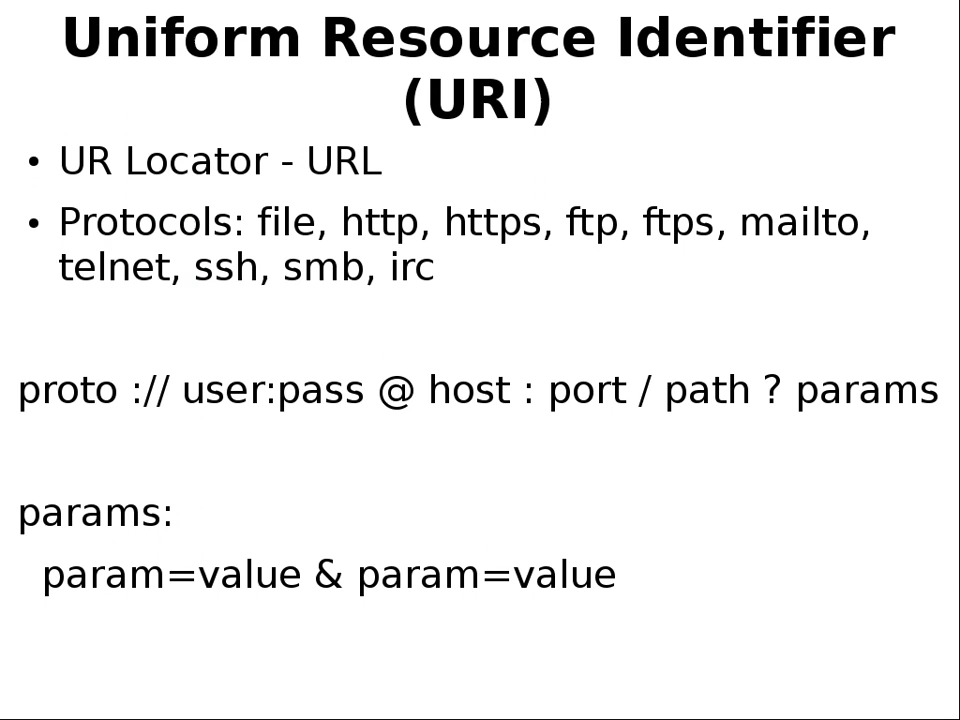 Uniform Resource Identifier
(URI)
• UR Locator - URL
• Protocols: file, http, https, ftp, ftps, mailto,
telnet, ssh, smb, irc
proto :// user:pass @ host : port / path ? params
params:
param=value & param=value